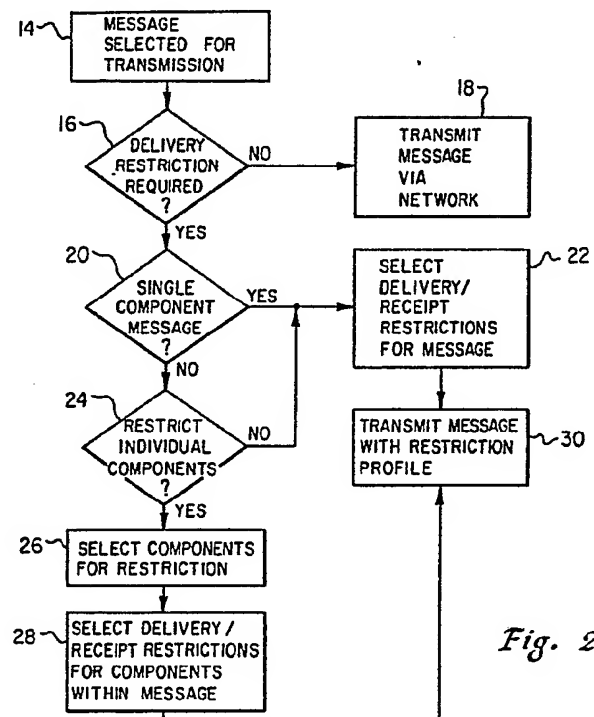 14
MESSAGE
SELECTED FOR
TRANSMISSION
16
DELIVERY
RESTRICTION
REQUIRED
?
NO
YES
18
TRANSMIT
MESSAGE
VIA
NETWORK
20
SINGLE
COMPONENT
MESSAGE
?
YES
NO
22
SELECT
DELIVERY/
RECEIPT
RESTRICTIONS
FOR MESSAGE
24
RESTRICT
INDIVIDUAL
COMPONENTS
?
NO
YES
TRANSMIT MESSAGE
WITH RESTRICTION
PROFILE
30
26
SELECT COMPONENTS
FOR RESTRICTION
28
SELECT DELIVERY/
RECEIPT RESTRICTIONS
FOR COMPONENTS
WITHIN MESSAGE
Fig. 2